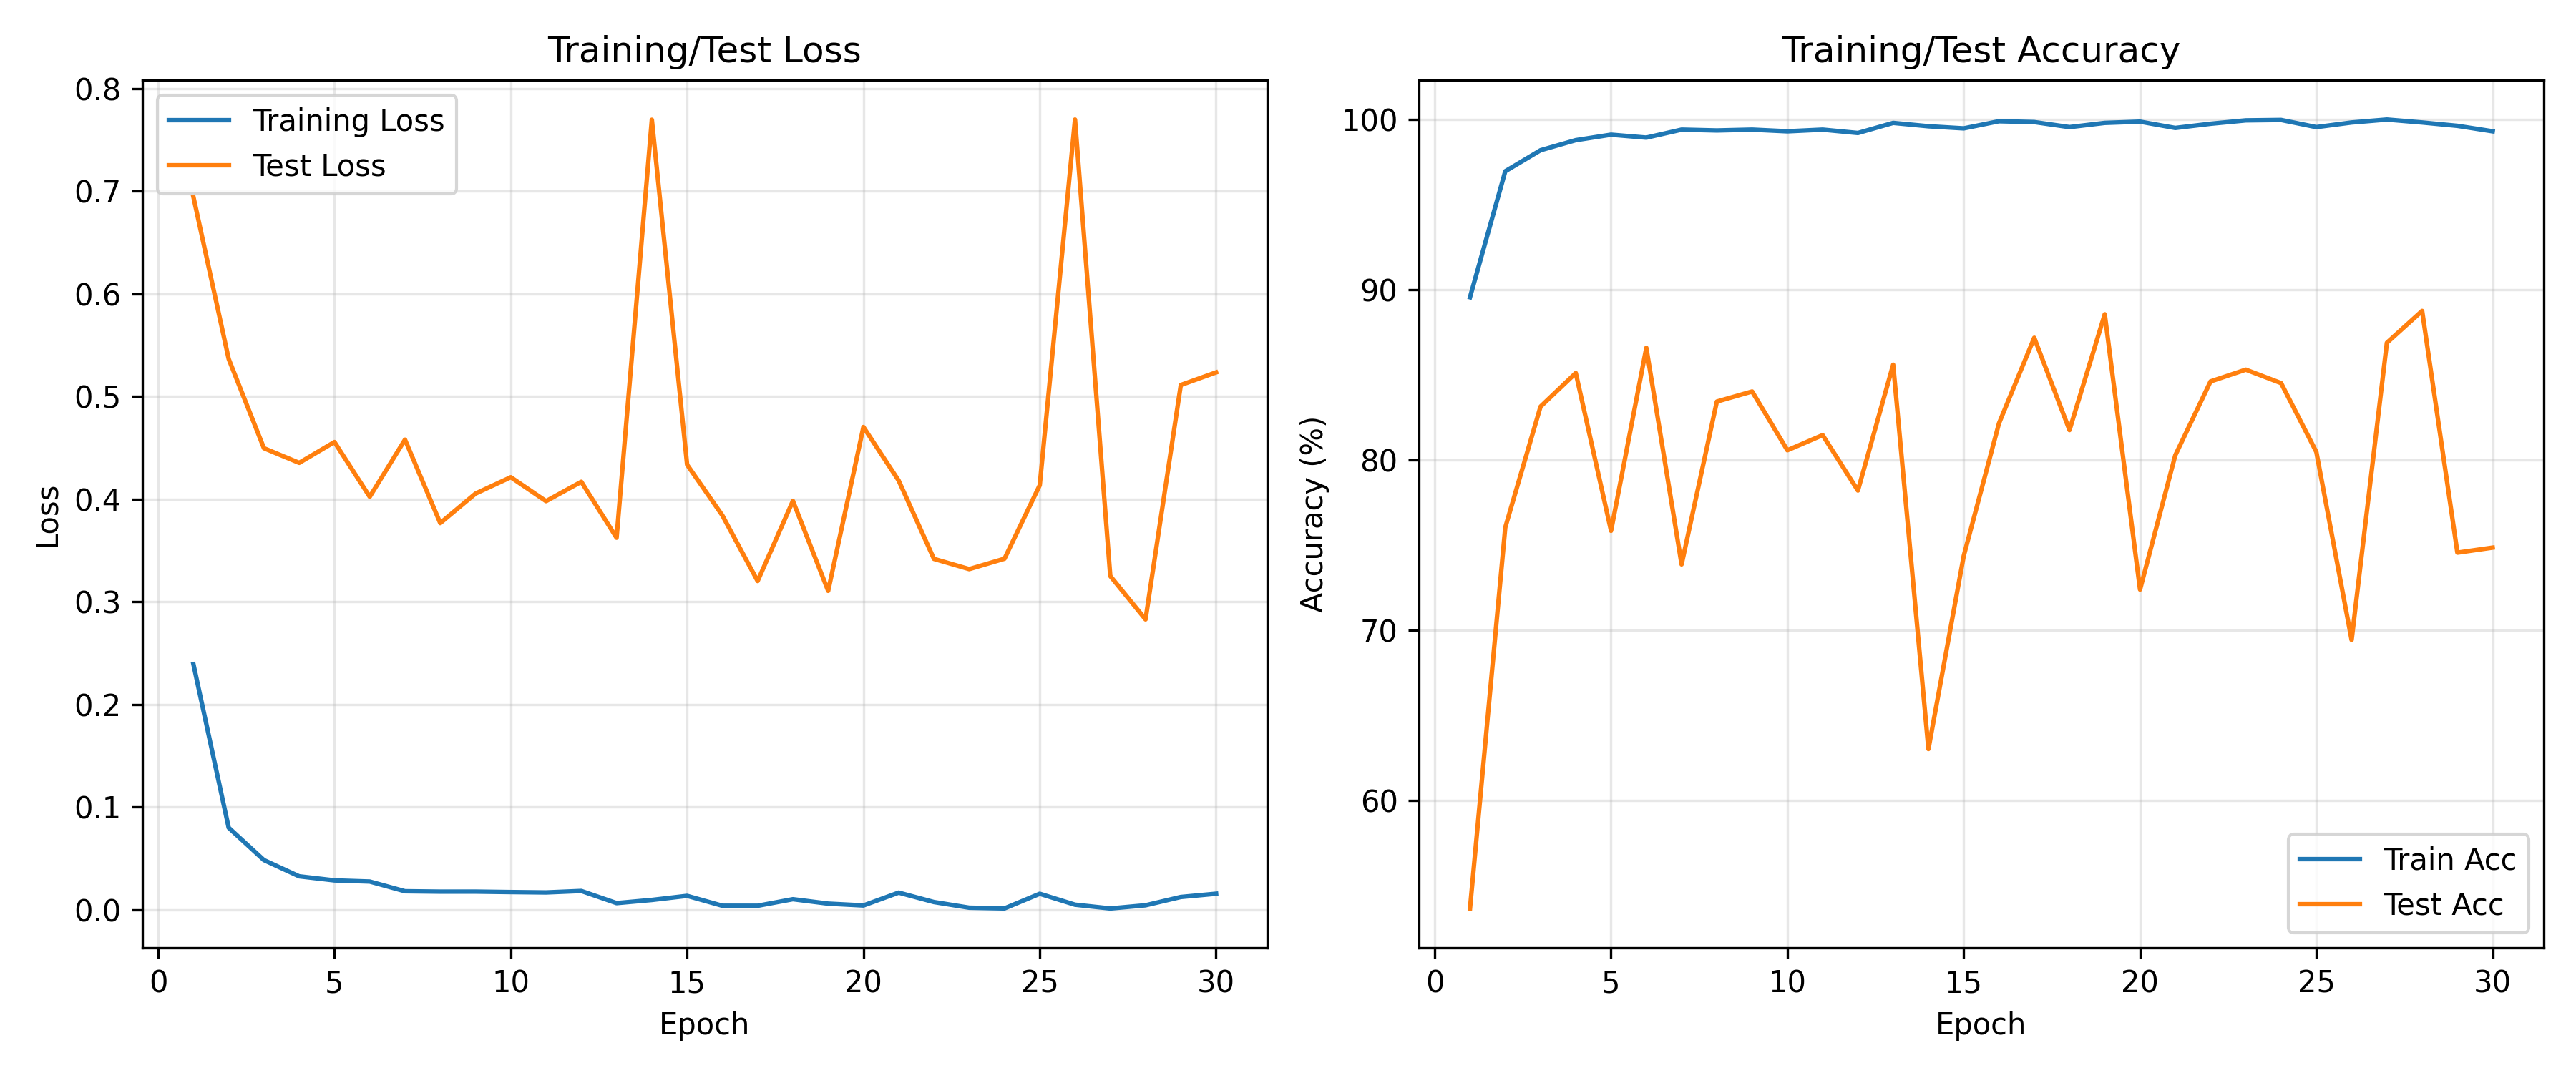 Training/Test Loss
Training Loss
Test Loss
0.8
0.7
0.6
0.5
0.4
0.3
0.2
0.1
0.0
Loss
0 5 10 15 20 25 30
Epoch
Training/Test Accuracy
100
90
80
70
60
Accuracy (%)
Train Acc
Test Acc
0 5 10 15 20 25 30
Epoch